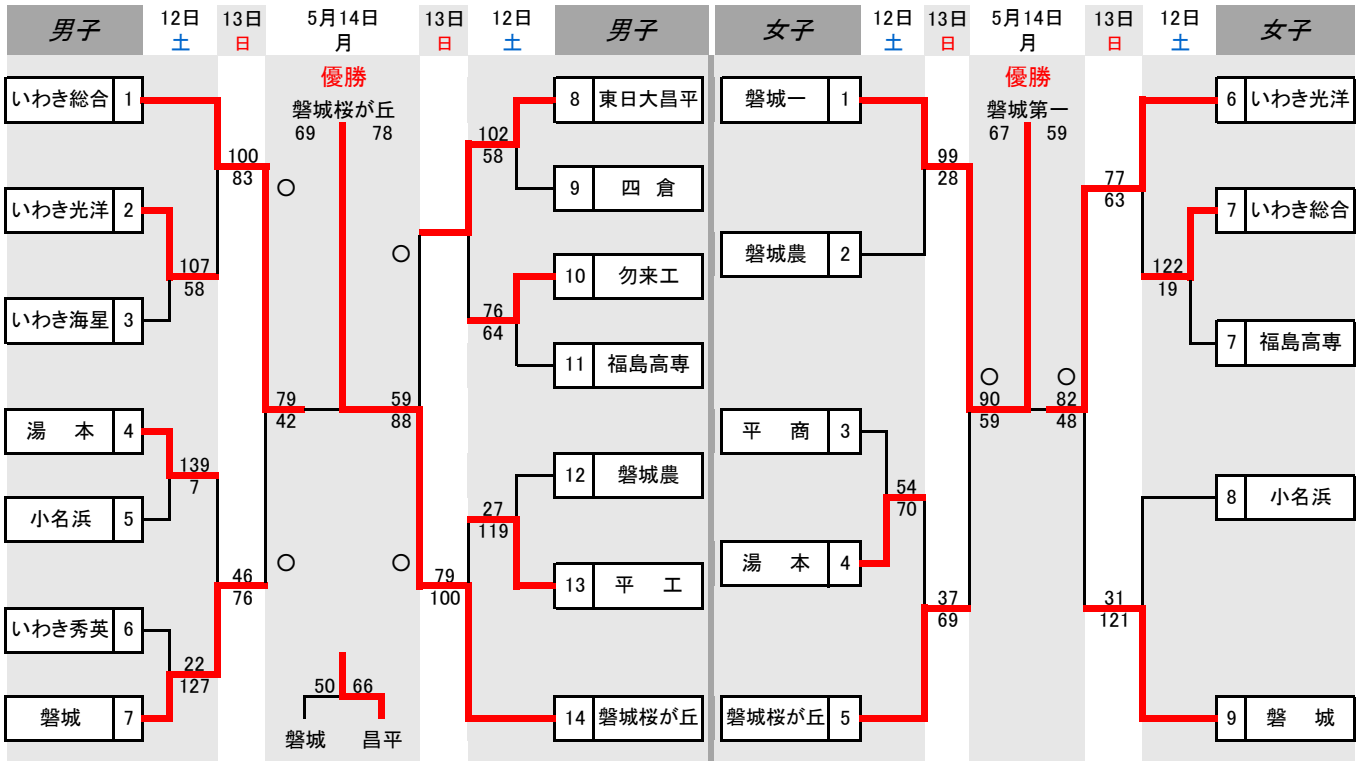 男子 12日 13日 5月14日 13日 12日 男子 女子 12日 13日 5月14日 13日 12日 女子
土 日 月 日 土 土 日 月 日 土
優勝 優勝
いわき総合 1 磐城桜が丘 8 東日大昌平 磐城一 1 磐城第一 6 いわき光洋
69 78 102 67 59
100 58 99 77
83 ○ 9 四 倉 28 63
いわき光洋 2 7 いわき総合
○ 磐城農 2
107 10 勿来工 122
58 76 19
いわき海星 3 64 7 福島高専
11 福島高専
○ ○
79 59 90 82
42 88 59 48
湯 本 4 平 商 3
139 12 磐城農 54 8 小名浜
7 27 70
小名浜 5 119
○ ○ 湯 本 4
46 79 13 平 工 37 31
76 100 69 121
いわき秀英 6
22 50 66
127
磐城 7 14 磐城桜が丘 磐城桜が丘 5 9 磐 城
磐城 昌平